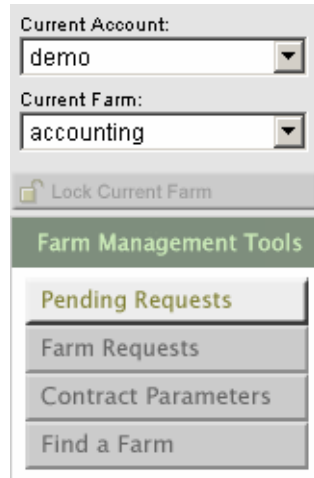 Current Account:
demo
Current Farm:
accounting
Lock Current Farm
Farm Management Tools
Pending Requests
Farm Requests
Contract Parameters
Find a Farm